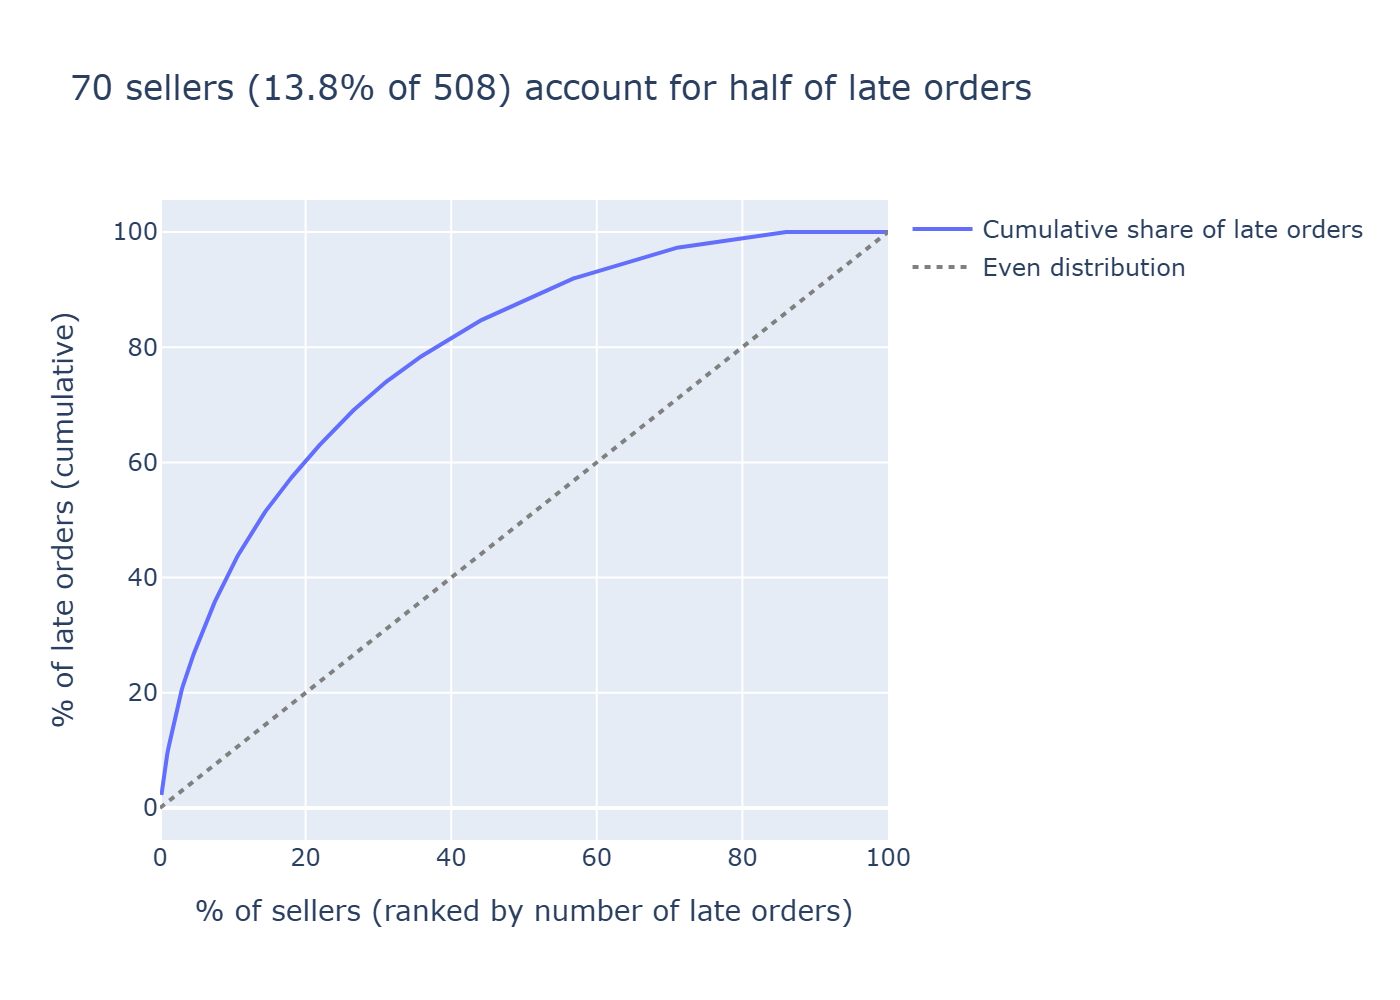 70 sellers (13.8% of 508) account for half of late orders
Cumulative share of late orders
Even distribution
% of late orders (cumulative)
100
80
60
40
20
0
0 20 40 60 80 100
% of sellers (ranked by number of late orders)